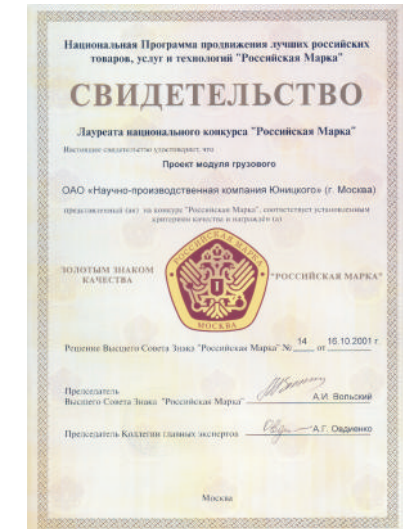 Национальная Программа продвижения лучших российских
товаров, услуг и технологий "Российская Марка"
СВИДЕТЕЛЬСТВО
Лауреата национального конкурса "Российская Марка"
Настоящее свидетельство удостоверяет, что
Проект модуля грузового
ОАО «Научно-производственная компания Юницкого» (г. Москва)
представленный (ая) на конкурс "Российская Марка", соответствует установленным
критериям качества и награждён (а)
ЗОЛОТЫМ ЗНАКОМ
КАЧЕСТВА
РОССИЙСКАЯ МАРКА
МОСКВА
"РОССИЙСКАЯ МАРКА"
Решение Высшего Совета Знака "Российская Марка" № 14 от 16.10.2001 г.
Председатель
Высшего Совета Знака "Российская Марка" А.И. Вольский
Председатель Коллегии главных экспертов А.Г. Овдиенко
Москва